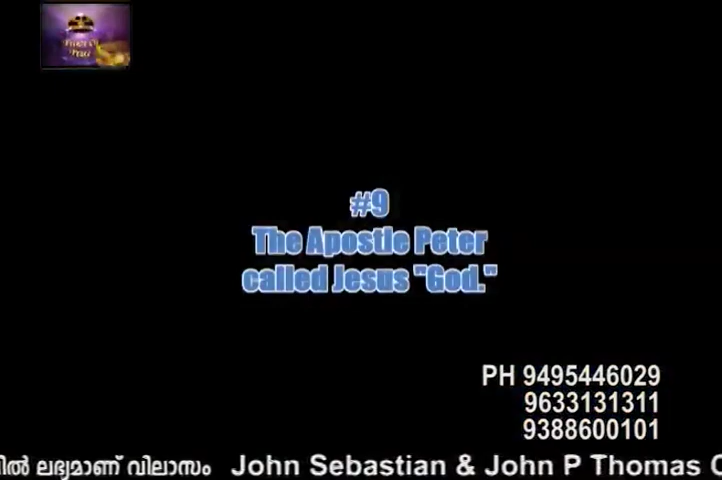 #9
The Apostle Peter
called Jesus "God."
PH 9495446029
9633131311
9388600101
ൽ ലഭ്യമാണ് വിലാസം John Sebastian & John P Thomas